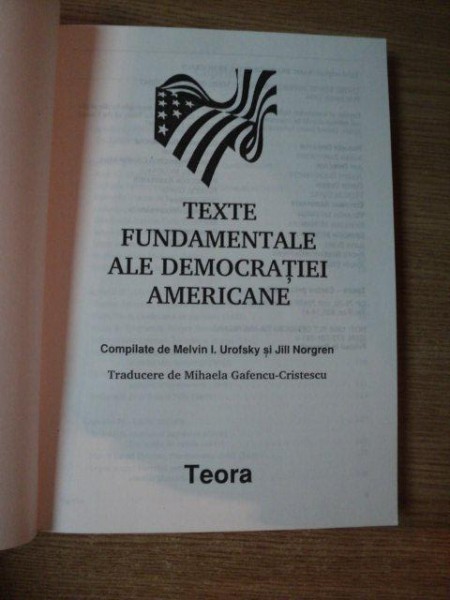 TEXTE
FUNDAMENTALE
ALE DEMOCRAȚIEI
AMERICANE
Compilate de Melvin I. Urofsky și Jill Norgren
Traducere de Mihaela Gafencu-Cristescu
Teora